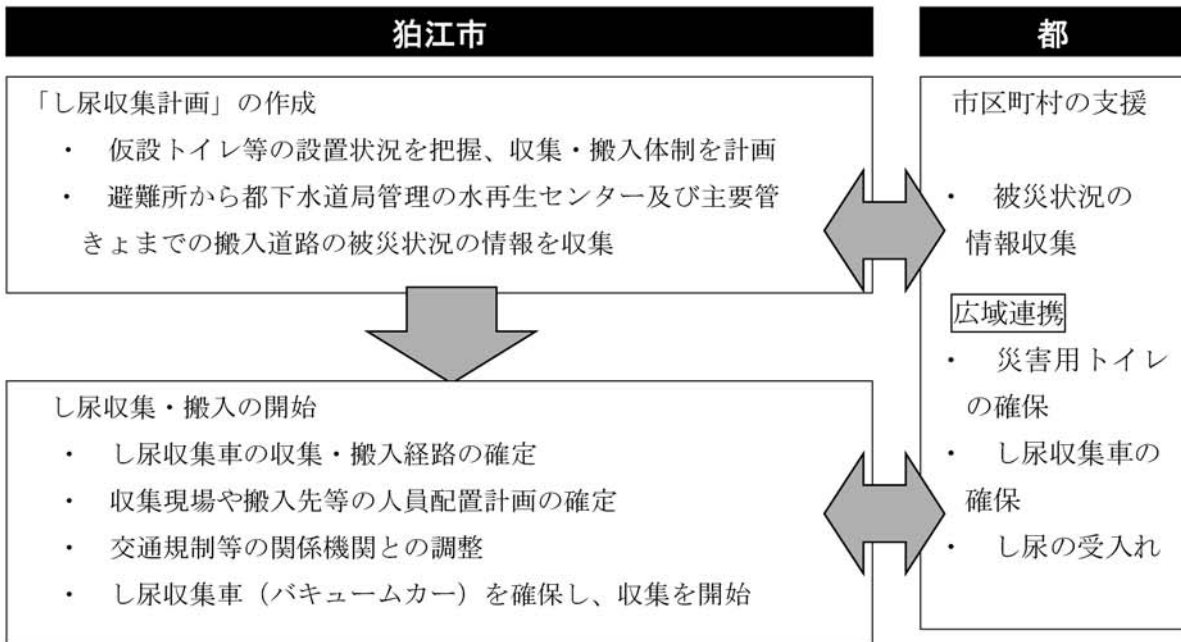 狛江市
「し尿収集計画」の作成
・ 仮設トイレ等の設置状況を把握、収集・搬入体制を計画
・ 避難所から都下水道局管理の水再生センター及び主要管
きょまでの搬入道路の被災状況の情報を収集
し尿収集・搬入の開始
・ し尿収集車の収集・搬入経路の確定
・ 収集現場や搬入先等の人員配置計画の確定
・ 交通規制等の関係機関との調整
・ し尿収集車（バキュームカー）を確保し、収集を開始
都
市区町村の支援
・ 被災状況の
情報収集
広域連携
・ 災害用トイレ
の確保
・ し尿収集車の
確保
・ し尿の受入れ